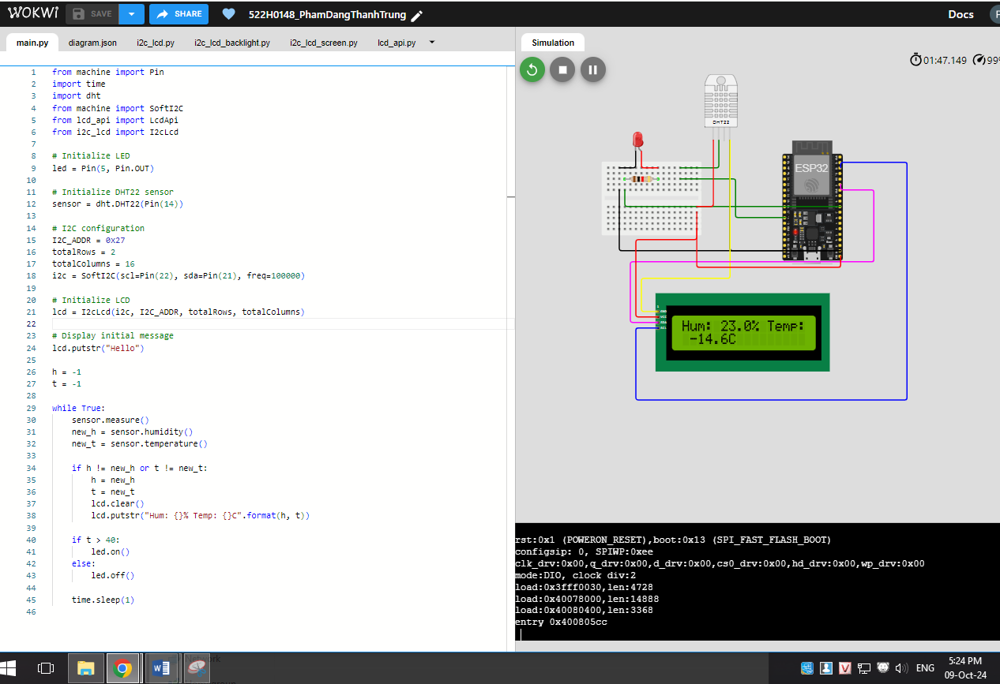 WOKWI SAVE SHARE 522H0148_PhamDangThanhTrung Docs
main.py diagram.json i2c_lcd.py i2c_lcd_backlight.py i2c_lcd_screen.py lcd_api.py
1 from machine import Pin
2 import time
3 import dht
4 from machine import SoftI2C
5 from lcd_api import LcdApi
6 from i2c_lcd import I2cLcd
7
8 # Initialize LED
9 led = Pin(5, Pin.OUT)
10
11 # Initialize DHT22 sensor
12 sensor = dht.DHT22(Pin(14))
13
14 # I2C configuration
15 I2C_ADDR = 0x27
16 totalRows = 2
17 totalColumns = 16
18 i2c = SoftI2C(scl=Pin(22), sda=Pin(21), freq=100000)
19
20 # Initialize LCD
21 lcd = I2cLcd(i2c, I2C_ADDR, totalRows, totalColumns)
22
23 # Display initial message
24 lcd.putstr("Hello")
25
26 h = -1
27 t = -1
28
29 while True:
30 sensor.measure()
31 new_h = sensor.humidity()
32 new_t = sensor.temperature()
33
34 if h != new_h or t != new_t:
35 h = new_h
36 t = new_t
37 lcd.clear()
38 lcd.putstr("Hum: {}% Temp: {}C".format(h, t))
39
40 if t > 40:
41 led.on()
42 else:
43 led.off()
44
45 time.sleep(1)
46
Simulation
01:47.149 99%
DHT22
ESP32
Hum: 23.0% Temp:
-14.6C
rst:0x1 (POWERON_RESET),boot:0x13 (SPI_FAST_FLASH_BOOT)
configsip: 0, SPIWP:0xee
clk_drv:0x00,q_drv:0x00,d_drv:0x00,cs0_drv:0x00,hd_drv:0x00,wp_drv:0x00
mode:DIO, clock div:2
load:0x3fff0030,len:4728
load:0x40078000,len:14888
load:0x40080400,len:3368
entry 0x400805cc
ENG
5:24 PM
09-Oct-24